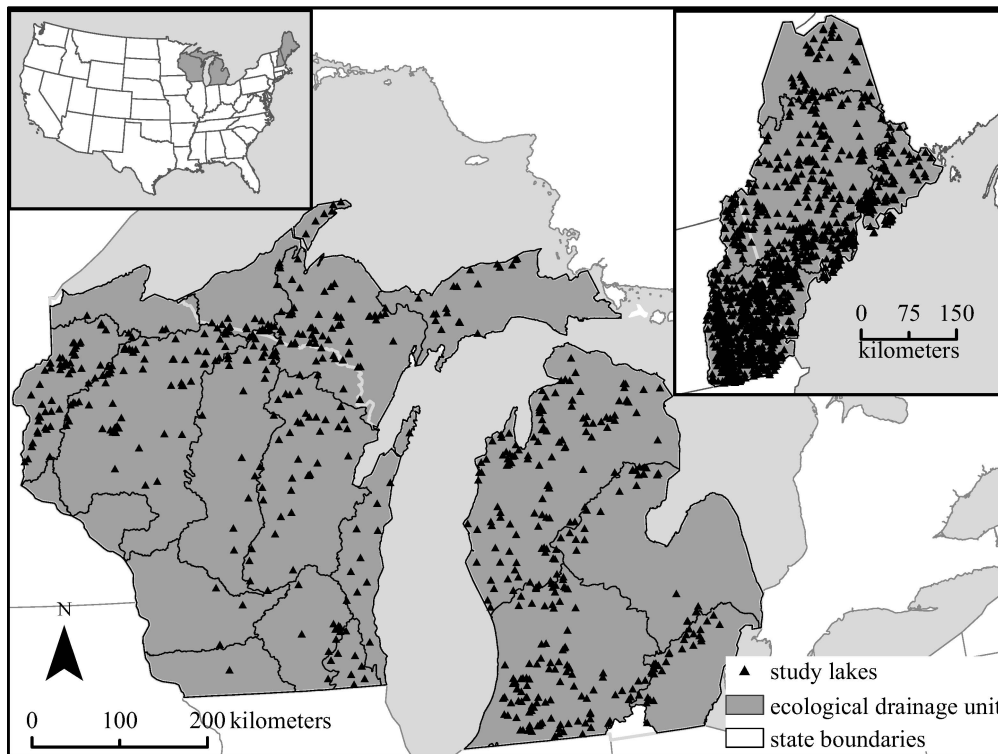 0 75 150
kilometers
N
0 100 200 kilometers
study lakes
ecological drainage unit
state boundaries